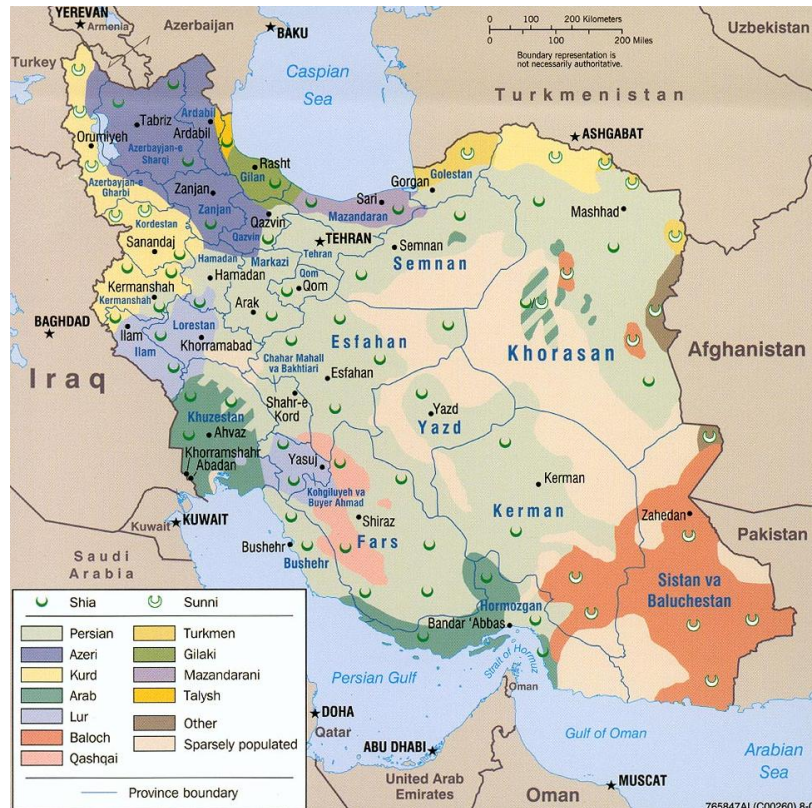 YEREVAN
Armenia
Azerbaijan
BAKU
Turkey
Caspian
Sea
0 100 200 Kilometers
0 100 200 Miles
Boundary representation is
not necessarily authoritative.
Uzbekistan
Turkmenistan
ASHGABAT
Tabriz
Ardabil
Ardabil
Orumiyeh
Azerbayjan-e
Sharqi
Rasht
Gilan
Azarbayjan-e
Gharbi
Zanjan
Zanjan
Golestan
Gorgan
Sari
Mazandaran
Mashhad
Kordestan
Qazvin
Qazvin
TEHRAN
Tehran
Sanandaj
Hamadan
Markazi
Semnan
Semnan
Hamadan
Qom
Qom
Kermanshah
Kermanshah
Arak
BAGHDAD
Ilam
Ilam
Lorestan
Khorramabad
Esfahan
Khorasan
Afghanistan
Chahar Mahall
va Bakhtiari
Esfahan
Iraq
Shahr-e
Kord
Yazd
Yazd
Khuzestan
Ahvaz
Khorramshahr
Abadan
Yasuj
Kohgiluyeh va
Buyer Ahmad
Kerman
Kerman
Zahedan
Kuwait
KUWAIT
Shiraz
Fars
Pakistan
Saudi
Arabia
Bushehr
Bushehr
Sistan va
Baluchestan
Hormozgan
Bandar 'Abbas
Strait of Hormuz
Oman
Persian Gulf
DOHA
Qatar
Gulf of Oman
ABU DHABI
United Arab
Emirates
Oman
MUSCAT
Arabian
Sea
Shia Sunni
Persian Turkmen
Azeri Gilaki
Kurd Mazandarani
Arab Talysh
Lur Other
Baloch Sparsely populated
Qashqai
Province boundary